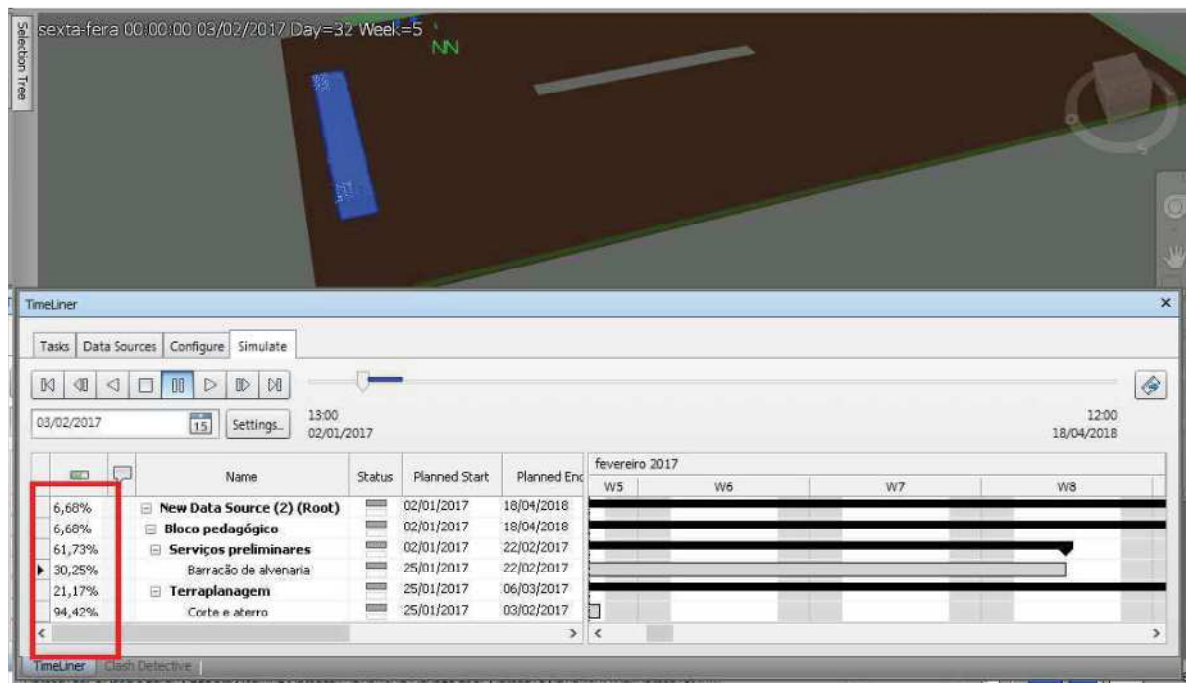 Selection Tree
sexta-feira 00:00:00 03/02/2017 Day=32 Week=5
TimeLiner
Tasks Data Sources Configure Simulate
03/02/2017 15 Settings...
13:00
02/01/2017
12:00
18/04/2018
Name Status Planned Start Planned End
fevereiro 2017
W5 W6 W7 W8
6,68% New Data Source (2) (Root) 02/01/2017 18/04/2018
6,68% Bloco pedagógico 02/01/2017 18/04/2018
61,73% Serviços preliminares 02/01/2017 22/02/2017
30,25% Barracão de alvenaria 25/01/2017 22/02/2017
21,17% Terraplanagem 25/01/2017 06/03/2017
94,42% Corte e aterro 25/01/2017 03/02/2017
TimeLiner Clash Detective